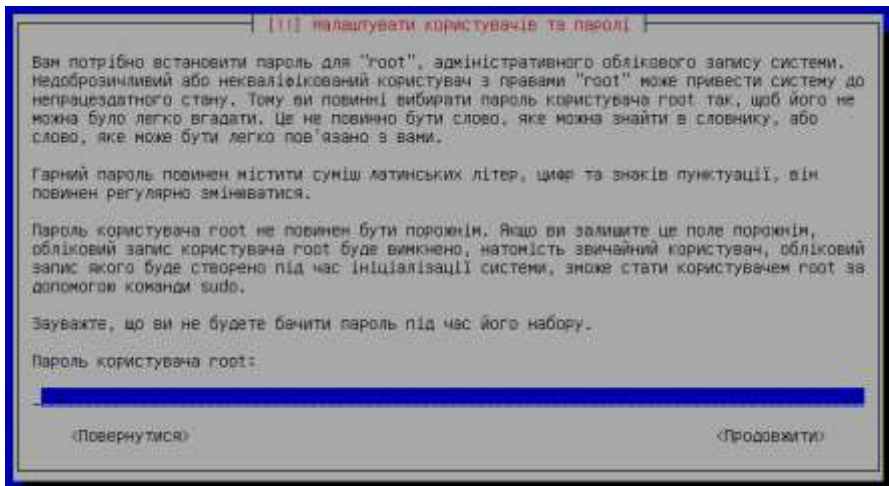 [!!] Налаштувати користувачів та паролі
Вам потрібно встановити пароль для "root", адміністративного облікового запису системи.
Недоброзичливий або некваліфікований користувач з правами "root" може привести систему до
непрацездатного стану. Тому ви повинні вибирати пароль користувача root так, щоб його не
можна було легко вгадати. Це не повинно бути слово, яке можна знайти в словнику, або
слово, яке може бути легко пов'язано з вами.
Гарний пароль повинен містити суміш латинських літер, цифр та знаків пунктуації, він
повинен регулярно змінюватися.
Пароль користувача root не повинен бути порожнім. Якщо ви залишите це поле порожнім,
обліковий запис користувача root буде вимкнено, натомість звичайний користувач, обліковий
запис якого буде створено під час ініціалізації системи, зможе стати користувачем root за
допомогою команди sudo.
Зауважте, що ви не будете бачити пароль під час його набору.
Пароль користувача root:
<Повернутися>
<Продовжити>